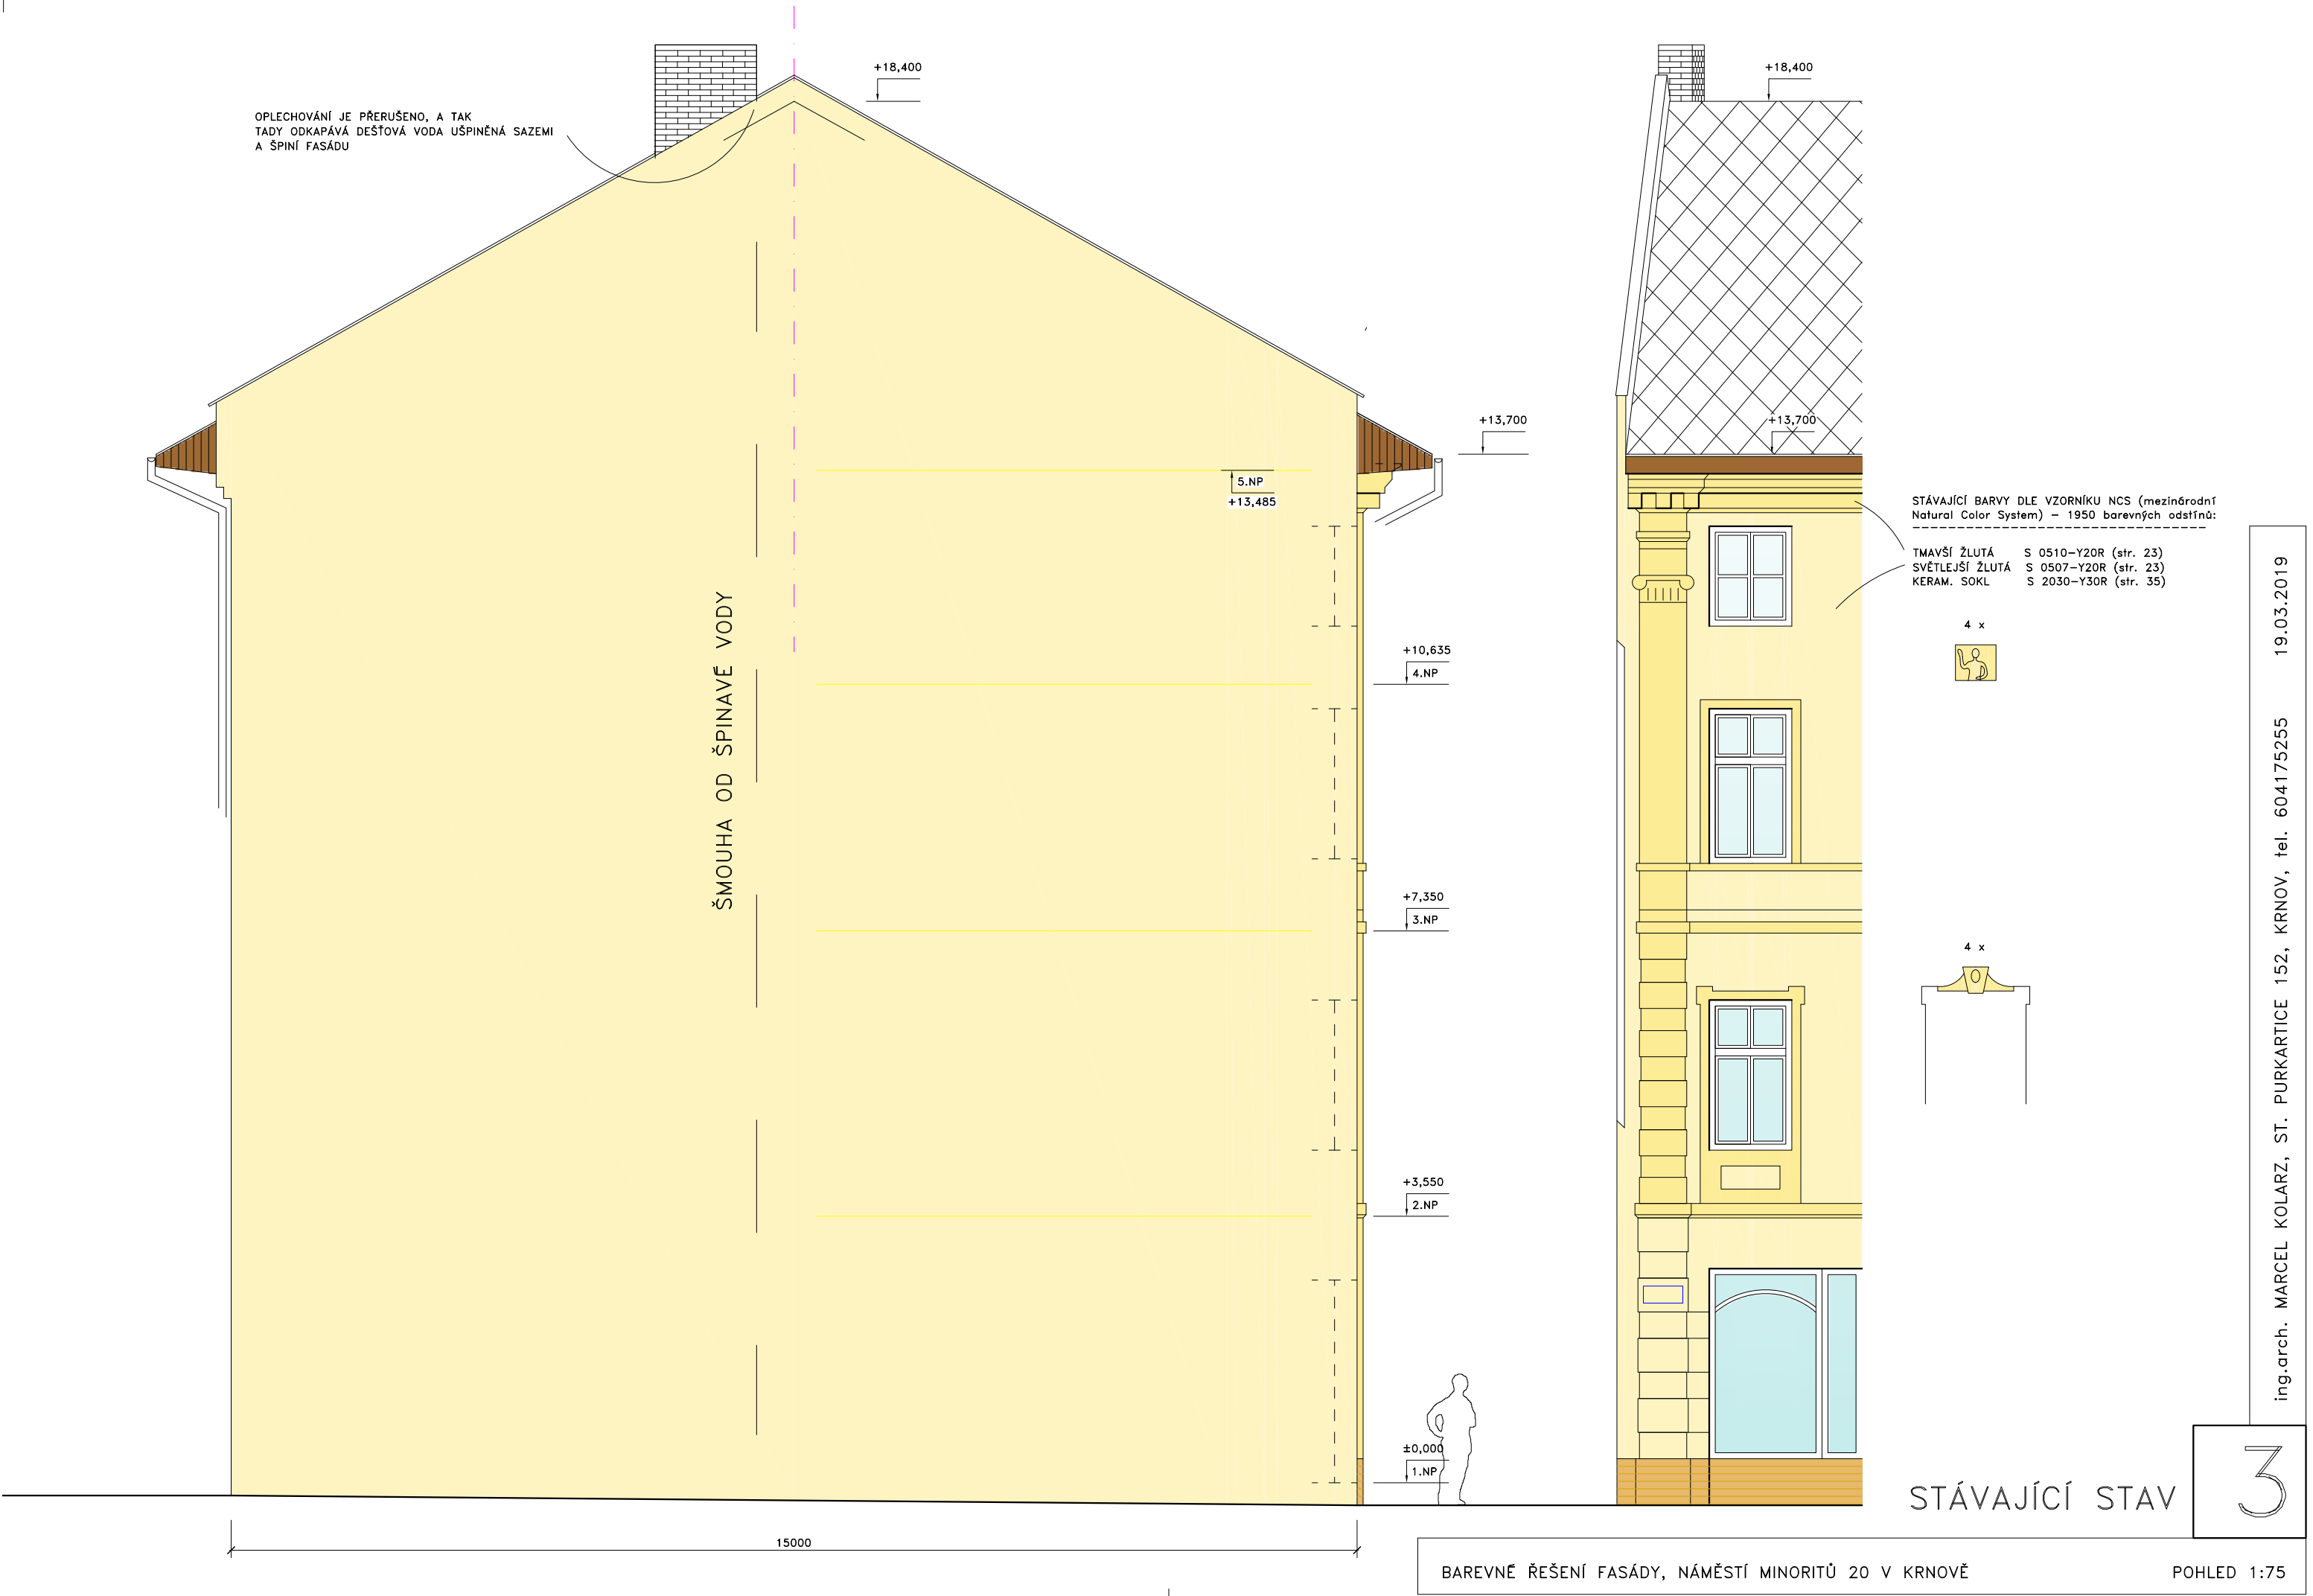 OPLECHOVÁNÍ JE PŘERUŠENO, A TAK
TADY ODKAPÁVÁ DEŠŤOVÁ VODA UŠPINĚNÁ SAZEMI
A ŠPINÍ FASÁDU
+18,400
+18,400
+13,700
+13,700
5.NP
+13,485
STÁVAJÍCÍ BARVY DLE VZORNÍKU NCS (mezinárodní
Natural Color System) – 1950 barevných odstínů:
TMAVŠÍ ŽLUTÁ S 0510–Y20R (str. 23)
SVĚTLEJŠÍ ŽLUTÁ S 0507–Y20R (str. 23)
KERAM. SOKL S 2030–Y30R (str. 35)
4 x
ŠMOUHA OD ŠPINAVÉ VODY
+10,635
4.NP
+7,350
3.NP
4 x
+3,550
2.NP
±0,000
1.NP
15000
ing.arch. MARCEL KOLARZ, ST. PURKARTICE 152, KRNOV, tel. 604175255 19.03.2019
STÁVAJÍCÍ STAV
3
BAREVNÉ ŘEŠENÍ FASÁDY, NÁMĚSTÍ MINORITŮ 20 V KRNOVĚ POHLED 1:75